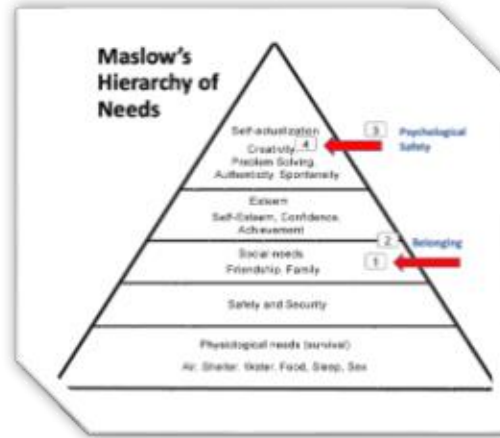 Maslow's
Hierarchy of
Needs
Self-actualization
Creativity 4
Problem Solving,
Authenticity, Spontaneity
3 Psychological
Safety
Esteem
Self-Esteem, Confidence,
Achievement
2 Belonging
Social needs
Friendship, Family
1
Safety and Security
Physiological needs (survival)
Air, Shelter, Water, Food, Sleep, Sex